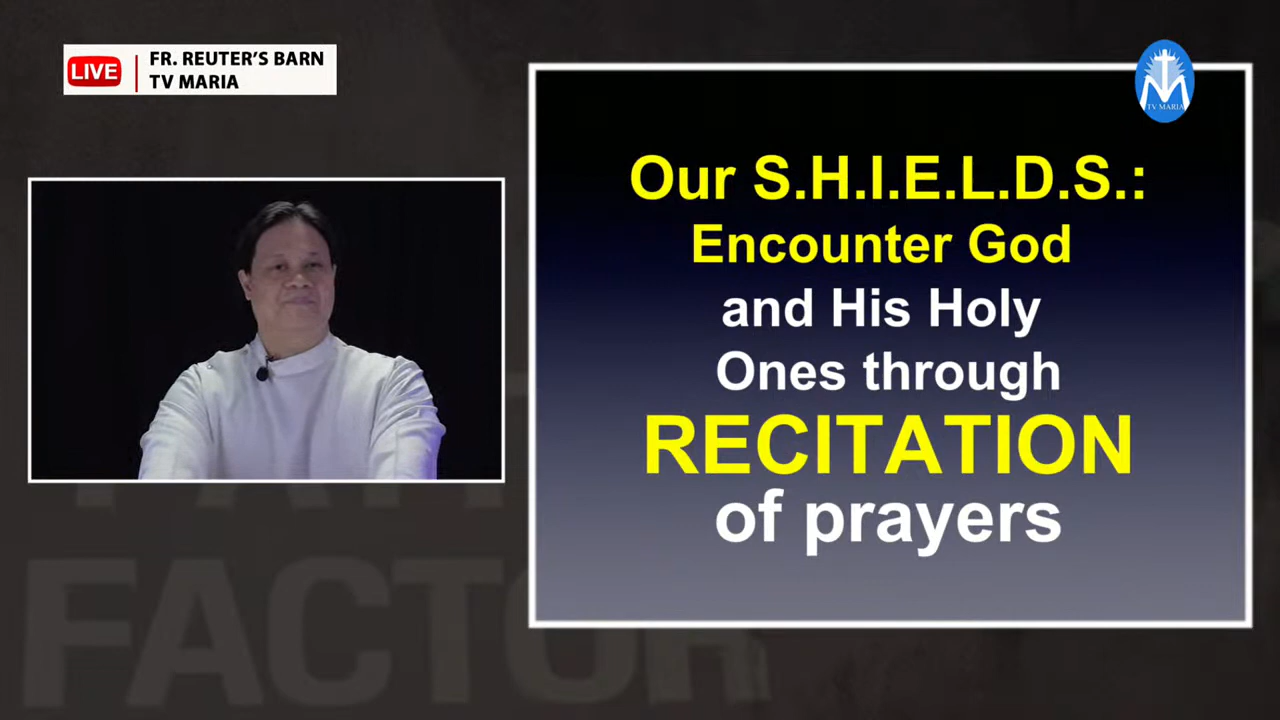 LIVE
FR. REUTER'S BARN
TV MARIA
TV MARIA
Our S.H.I.E.L.D.S.:
Encounter God
and His Holy
Ones through
RECITATION
of prayers
FACTOR